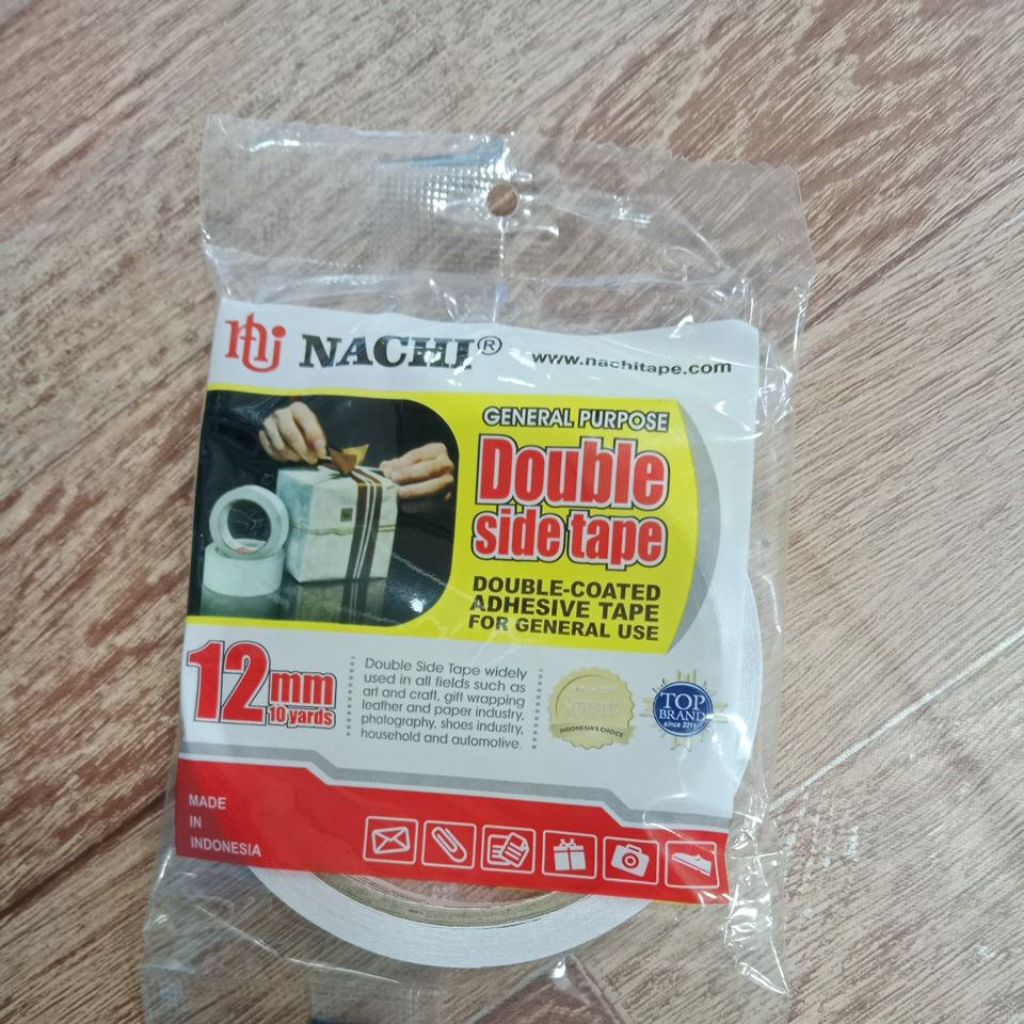 NACHI®
www.nachitape.com
GENERAL PURPOSE
Double
side tape
DOUBLE-COATED
ADHESIVE TAPE
FOR GENERAL USE
12 mm
10 yards
Double Side Tape widely
used in all fields such as
art and craft, gift wrapping
leather and paper industry,
photography, shoes industry,
household and automotive.
INDONESIA'S CHOICE
TOP
BRAND
MADE
IN
INDONESIA